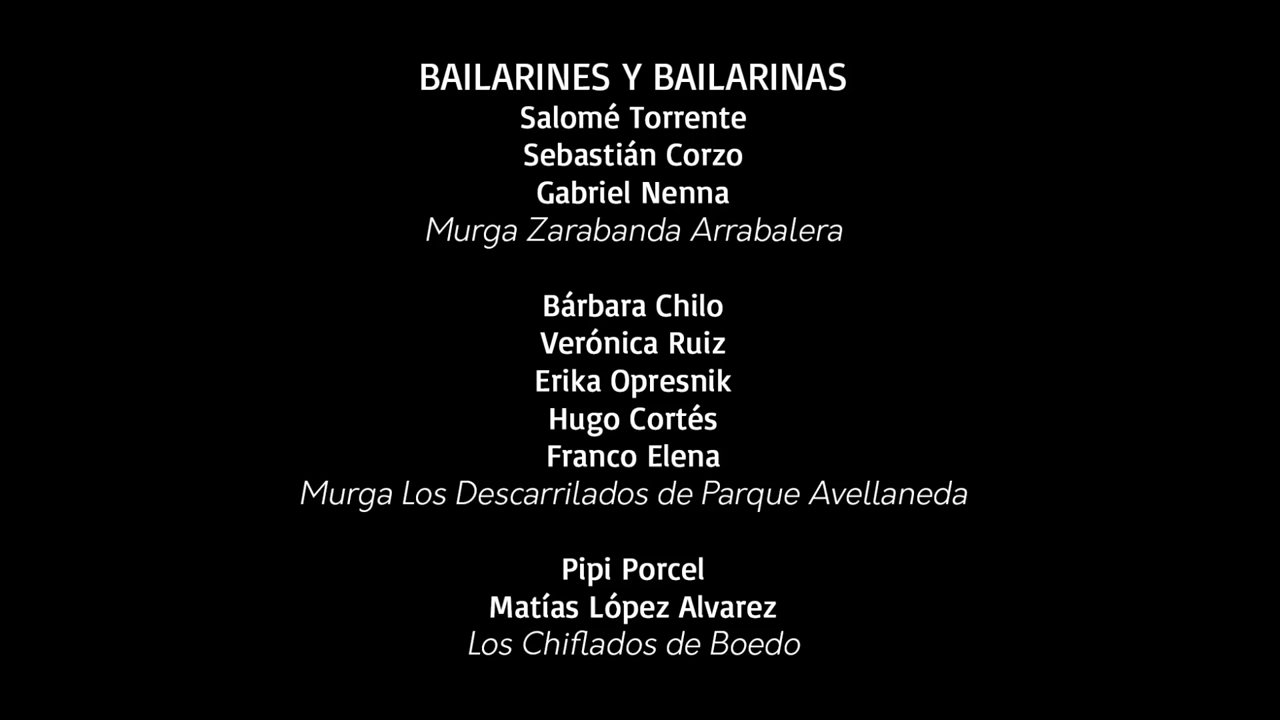 BAILARINES Y BAILARINAS
Salomé Torrente
Sebastián Corzo
Gabriel Nenna
Murga Zarabanda Arrabalera
Bárbara Chilo
Verónica Ruiz
Erika Opresnik
Hugo Cortés
Franco Elena
Murga Los Descarrilados de Parque Avellaneda
Pipi Porcel
Matías López Alvarez
Los Chiflados de Boedo